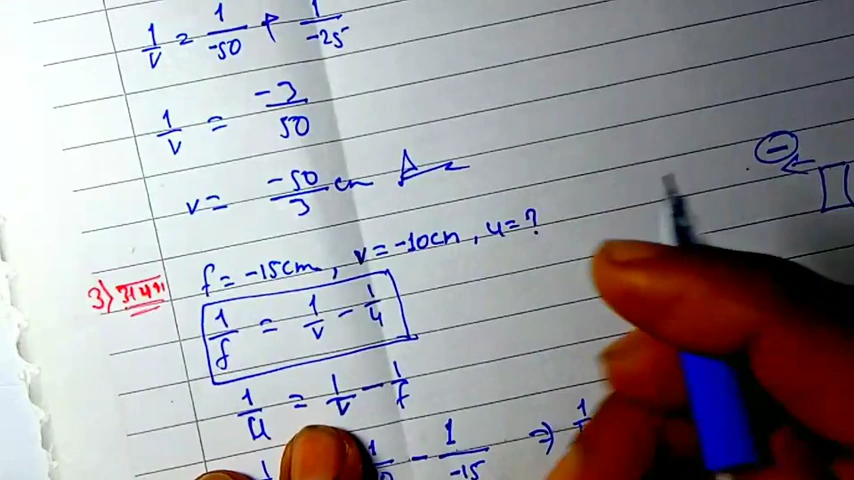 1/v = 1/-50 + 1/-25
1/v = -3/50
v = -50/3 cm
3) f = -15cm, v = -10cm, u = ?
1/f = 1/v - 1/u
1/u = 1/v - 1/f
- 1/-15 ⇒